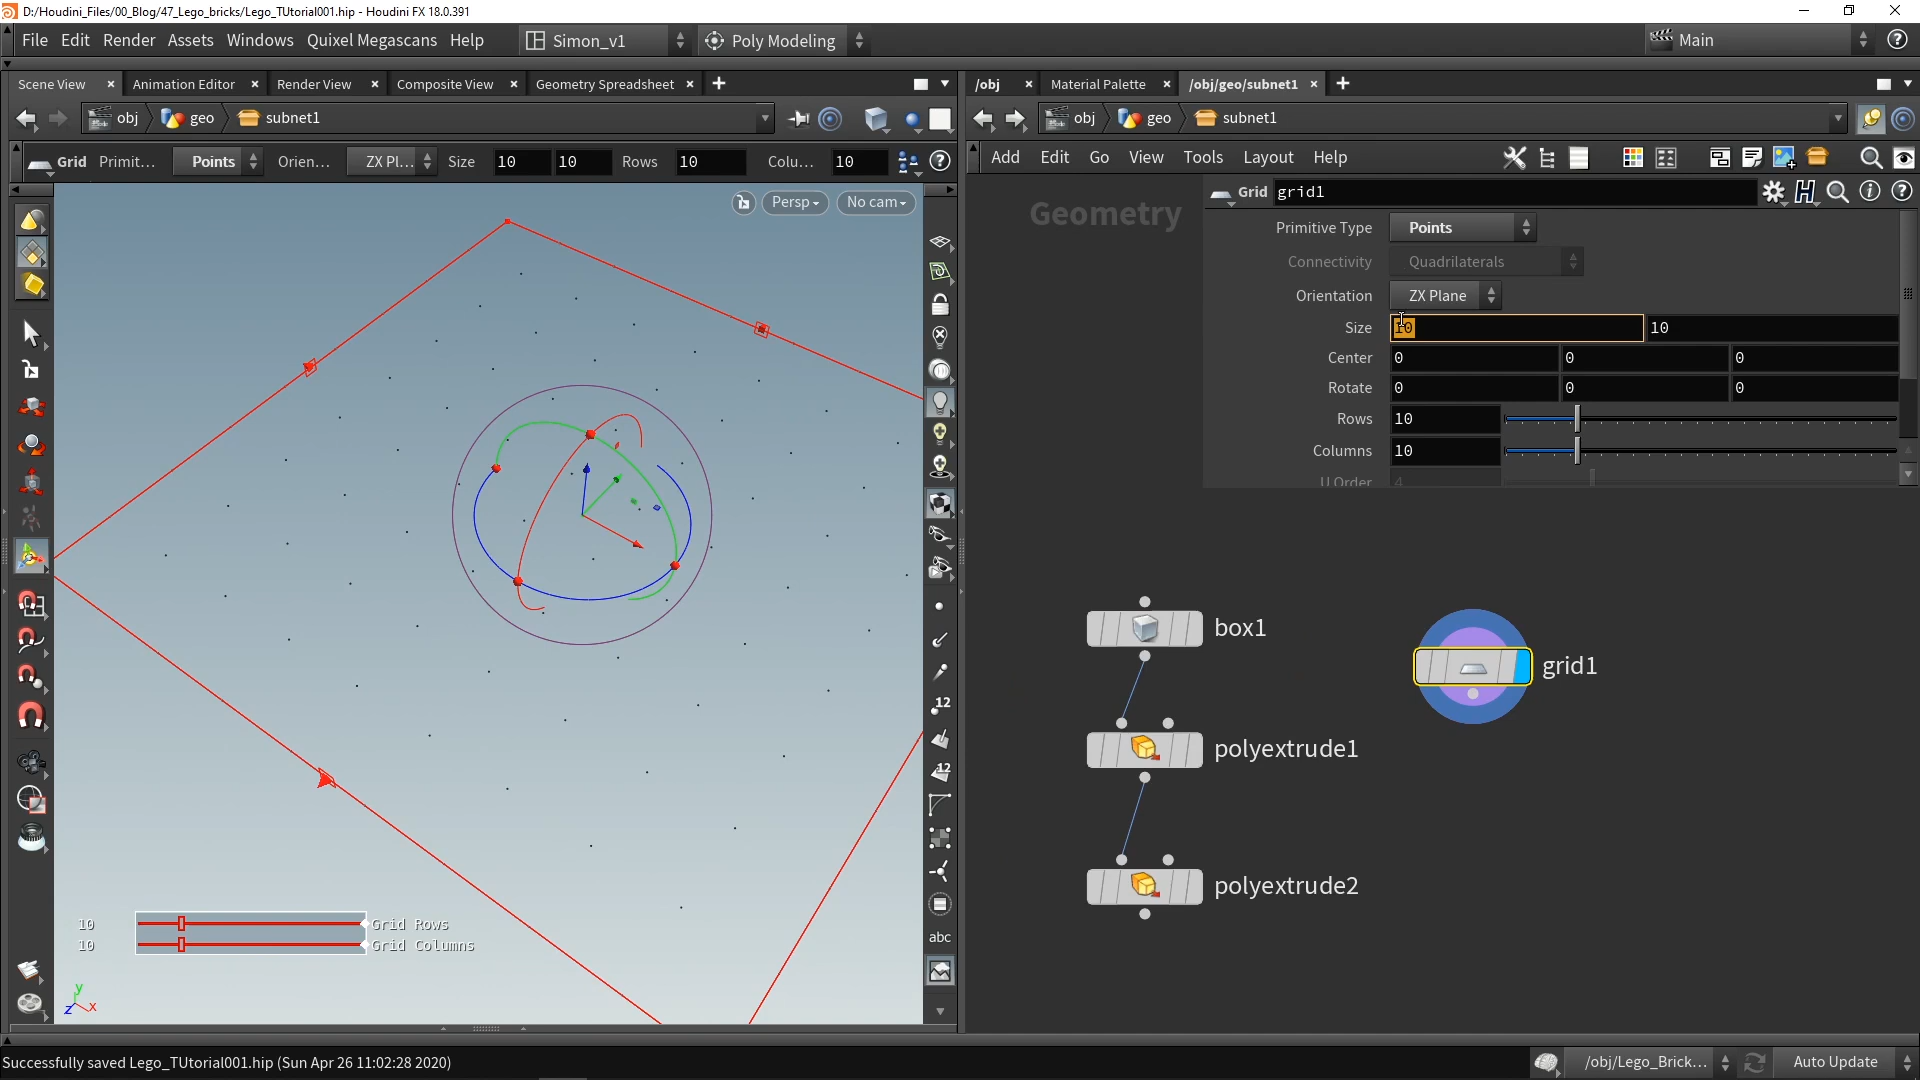 D:/Houdini_Files/00_Blog/47_Lego_bricks/Lego_TUtorial001.hip - Houdini FX 18.0.391
File Edit Render Assets Windows Quixel Megascans Help Simon_v1 Poly Modeling Main
Scene View Animation Editor Render View Composite View Geometry Spreadsheet
/obj Material Palette /obj/geo/subnet1
obj geo subnet1
obj geo subnet1
Grid Primit... Points Orien... ZX Pl... Size 10 10 Rows 10 Colu... 10
Add Edit Go View Tools Layout Help
Persp No cam
Geometry
Grid grid1
Primitive Type Points
Connectivity Quadrilaterals
Orientation ZX Plane
Size 10 10
Center 0 0 0
Rotate 0 0 0
Rows 10
Columns 10
U Order 4
box1
grid1
polyextrude1
polyextrude2
12
12
abc
10 Grid Rows
10 Grid Columns
y
z x
Successfully saved Lego_TUtorial001.hip (Sun Apr 26 11:02:28 2020)
/obj/Lego_Brick... Auto Update